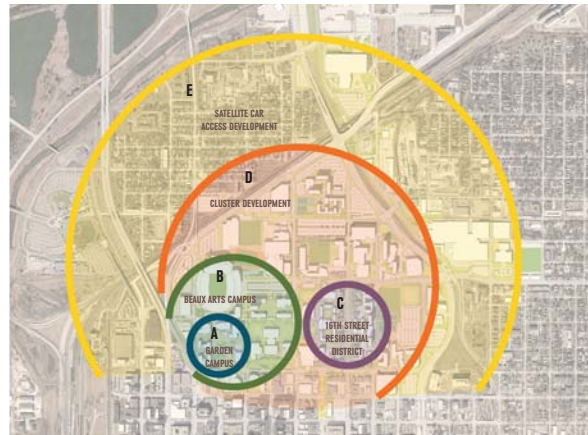 E
SATELLITE CAR
ACCESS DEVELOPMENT
D
CLUSTER DEVELOPMENT
B
BEAUX ARTS CAMPUS
C
16TH STREET
RESIDENTIAL
DISTRICT
A
GARDEN
CAMPUS